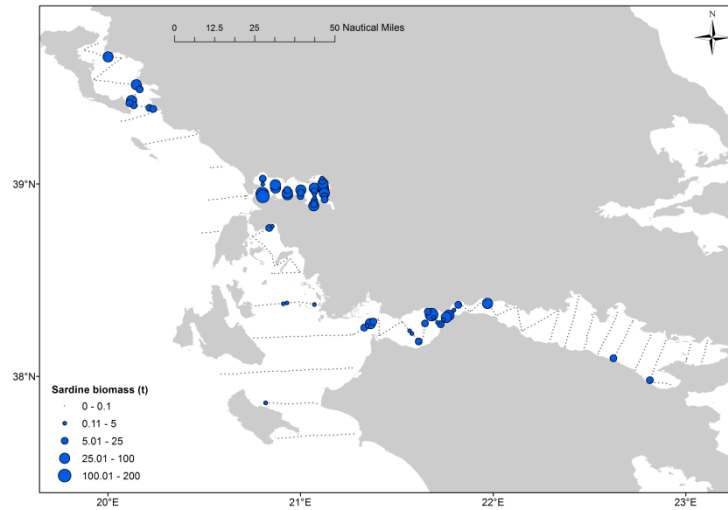 N
0 12.5 25 50 Nautical Miles
39°N
38°N
Sardine biomass (t)
0 - 0.1
0.11 - 5
5.01 - 25
25.01 - 100
100.01 - 200
20°E 21°E 22°E 23°E